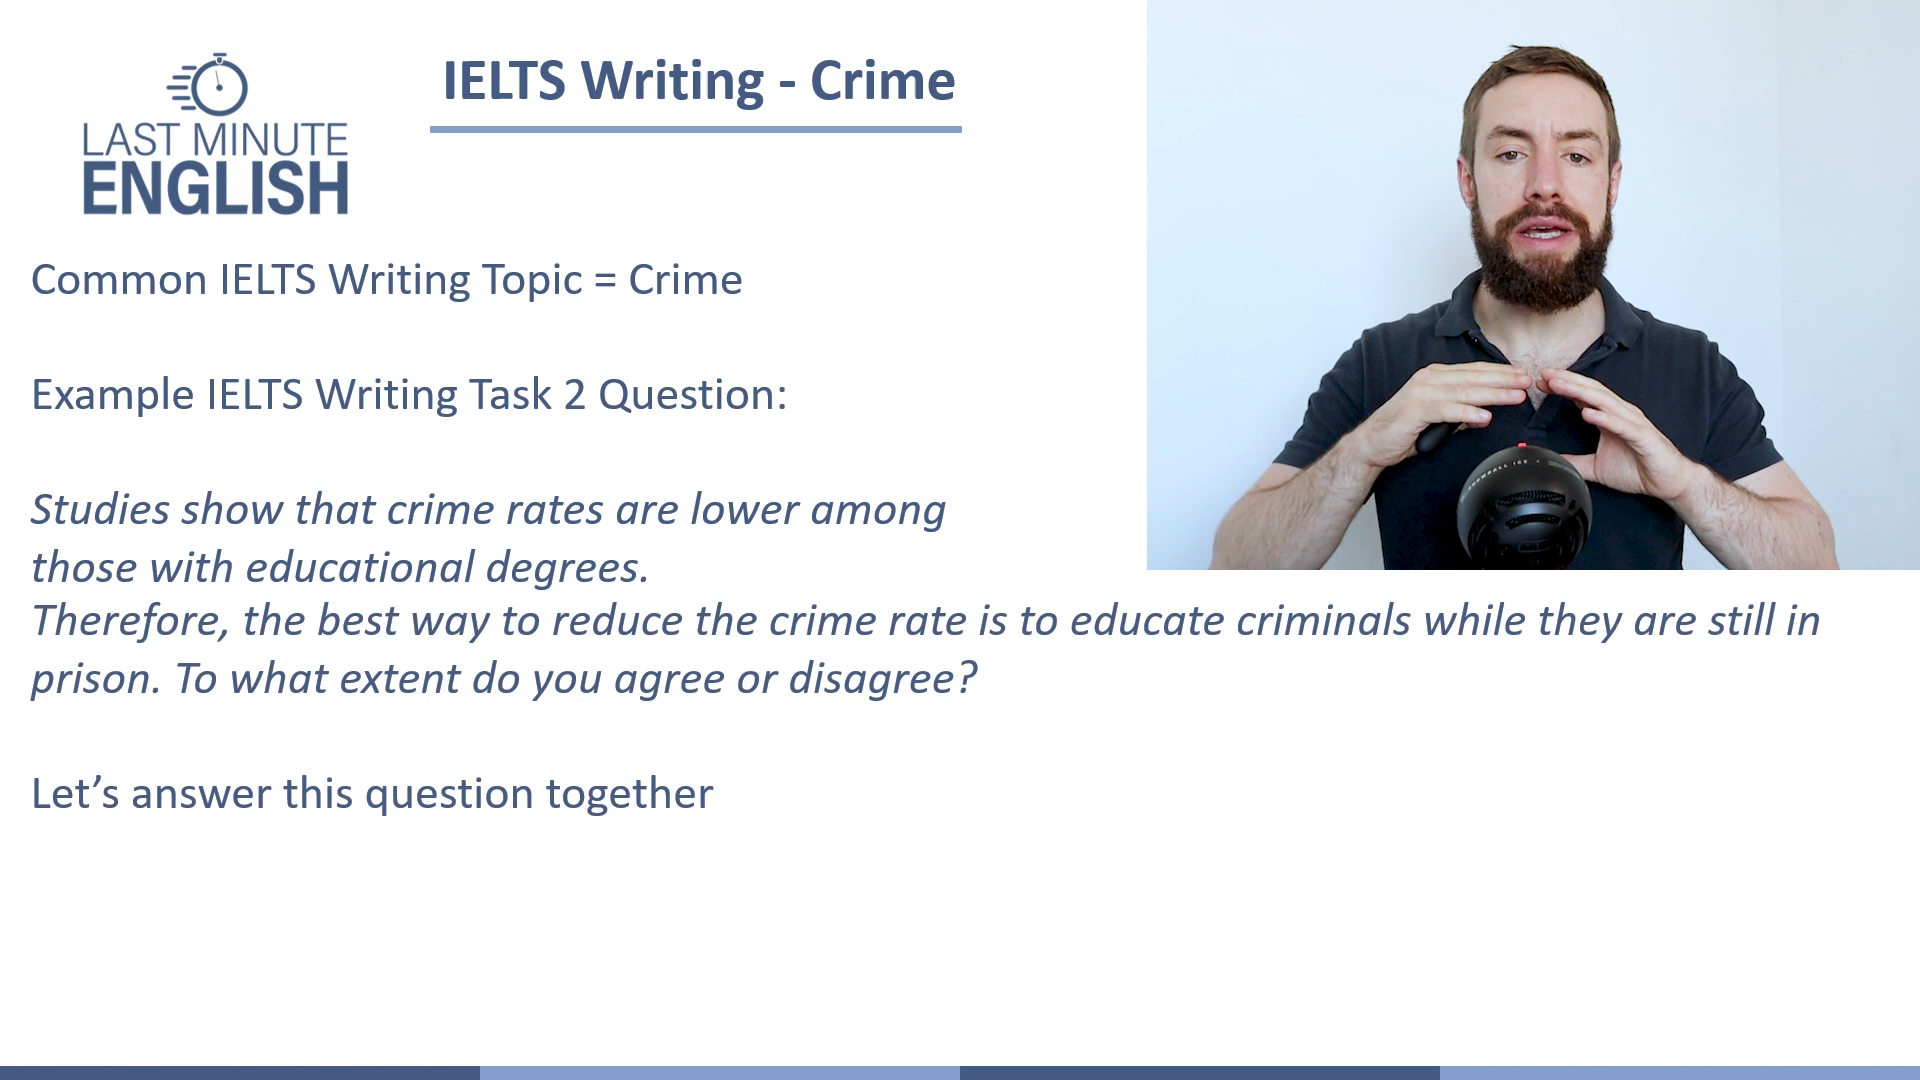 LAST MINUTE
ENGLISH
IELTS Writing - Crime
Common IELTS Writing Topic = Crime
Example IELTS Writing Task 2 Question:
Studies show that crime rates are lower among
those with educational degrees.
Therefore, the best way to reduce the crime rate is to educate criminals while they are still in
prison. To what extent do you agree or disagree?
Let’s answer this question together